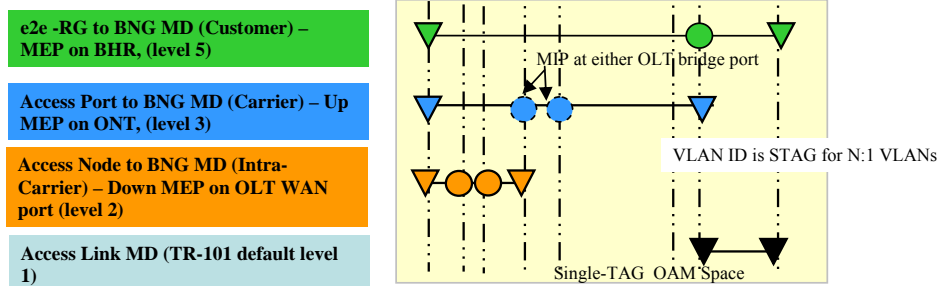 e2e -RG to BNG MD (Customer) –
MEP on BHR, (level 5)
Access Port to BNG MD (Carrier) – Up
MEP on ONT, (level 3)
Access Node to BNG MD (Intra-
Carrier) – Down MEP on OLT WAN
port (level 2)
Access Link MD (TR-101 default level
1)
MIP at either OLT bridge port
VLAN ID is STAG for N:1 VLANs
Single-TAG OAM Space